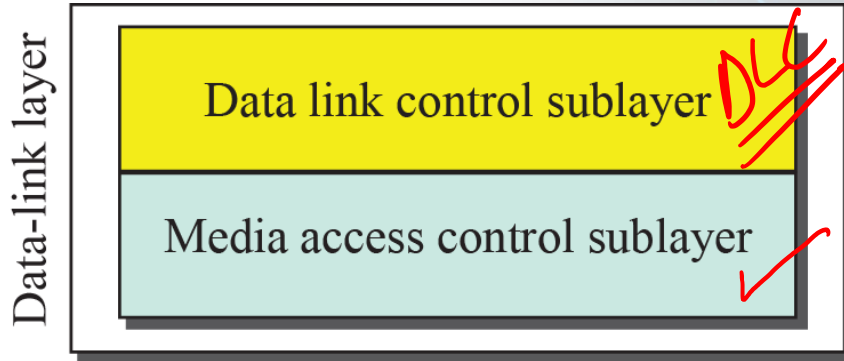 Data-link layer
Data link control sublayer
DLC
Media access control sublayer